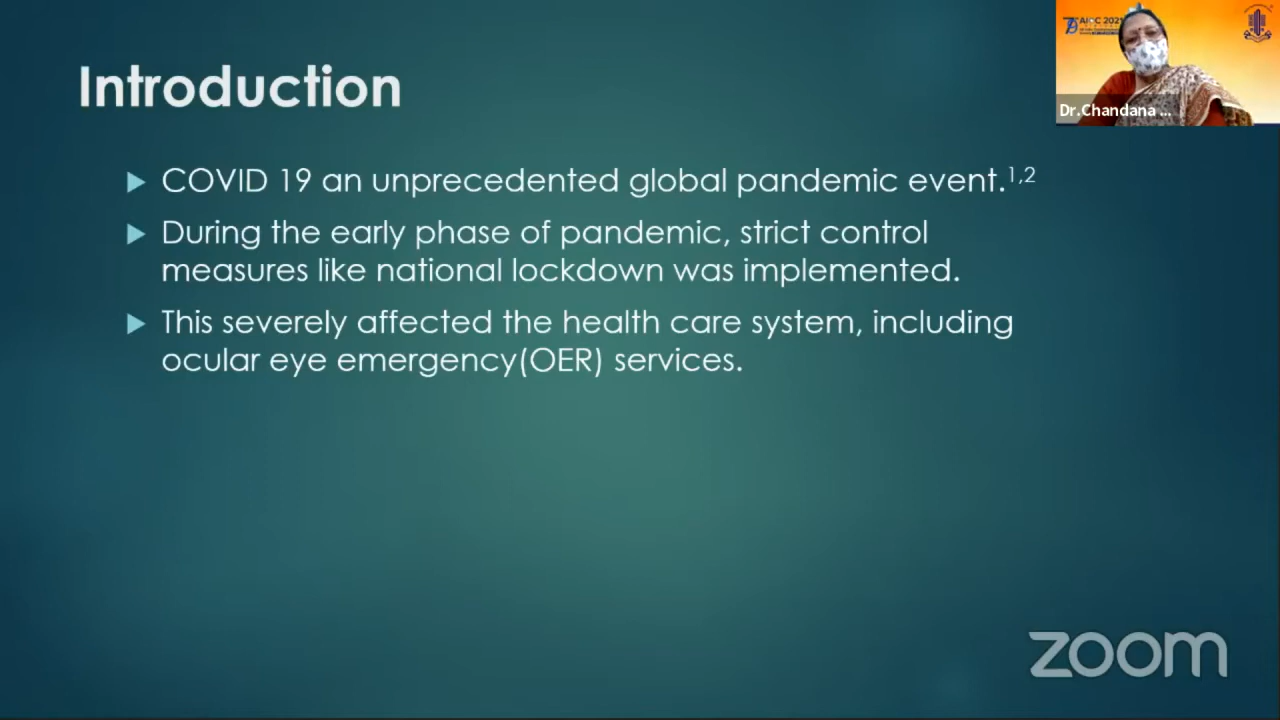 Introduction
COVID 19 an unprecedented global pandemic event.1,2
During the early phase of pandemic, strict control
measures like national lockdown was implemented.
This severely affected the health care system, including
ocular eye emergency(OER) services.
AIOC 2021
Dr.Chandana ...
zoom